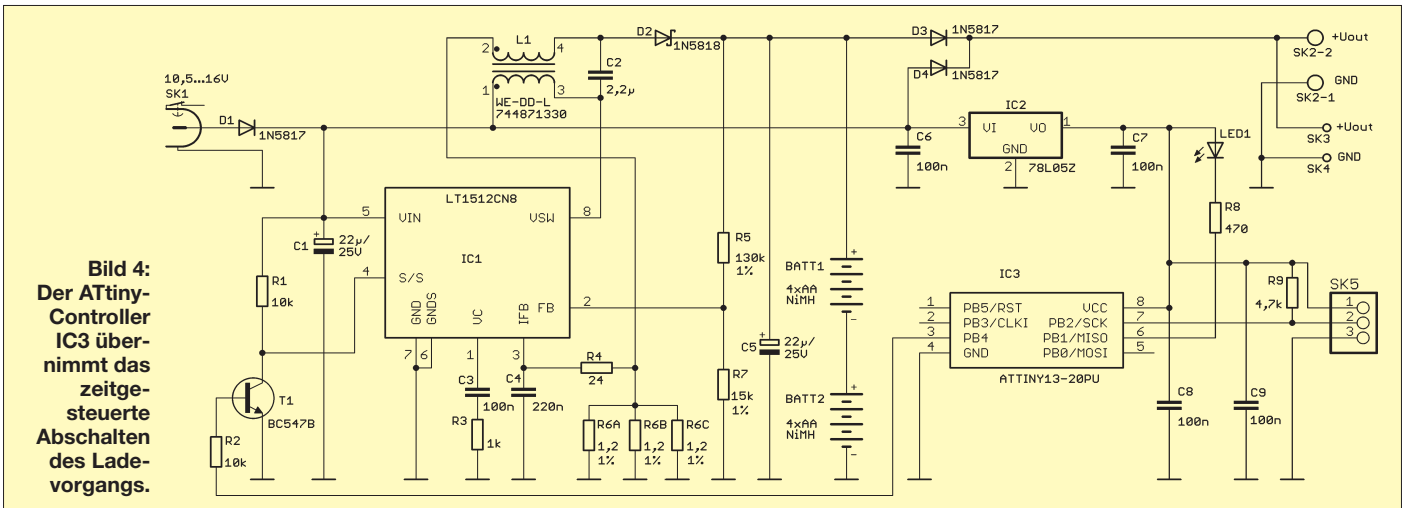 10,5...16V
SK1
D1
1N5817
2
L1
4
1
3
WE-DD-L
744871330
C2
2,2µ
D2
1N5818
D3
1N5817
D4
1N5817
+Uout
SK2-2
GND
SK2-1
+Uout
SK3
GND
SK4
C6
100n
IC2
3
VI
VO
1
GND
2
78L05Z
C7
100n
LED1
R8
470
LT1512CN8
5
VIN
VSW
8
IC1
4
S/S
FB
2
GND
GNDS
VC
IFB
7
6
1
3
+
C1
22µ/
25V
R1
10k
T1
BC547B
R2
10k
C3
100n
R3
1k
C4
220n
R4
24
R6A
1,2
1%
R6B
1,2
1%
R6C
1,2
1%
R5
130k
1%
R7
15k
1%
+
C5
22µ/
25V
+
BATT1
4xAA
NiMH
-
+
BATT2
4xAA
NiMH
-
IC3
1
PB5/RST
VCC
8
2
PB3/CLKI
PB2/SCK
7
3
PB4
PB1/MISO
6
4
GND
PB0/MOSI
5
ATTINY13-20PU
R9
4,7k
SK5
1
2
3
C8
100n
C9
100n
Bild 4:
Der ATtiny-
Controller
IC3 über-
nimmt das
zeitge-
steuerte
Abschalten
des Lade-
vorgangs.